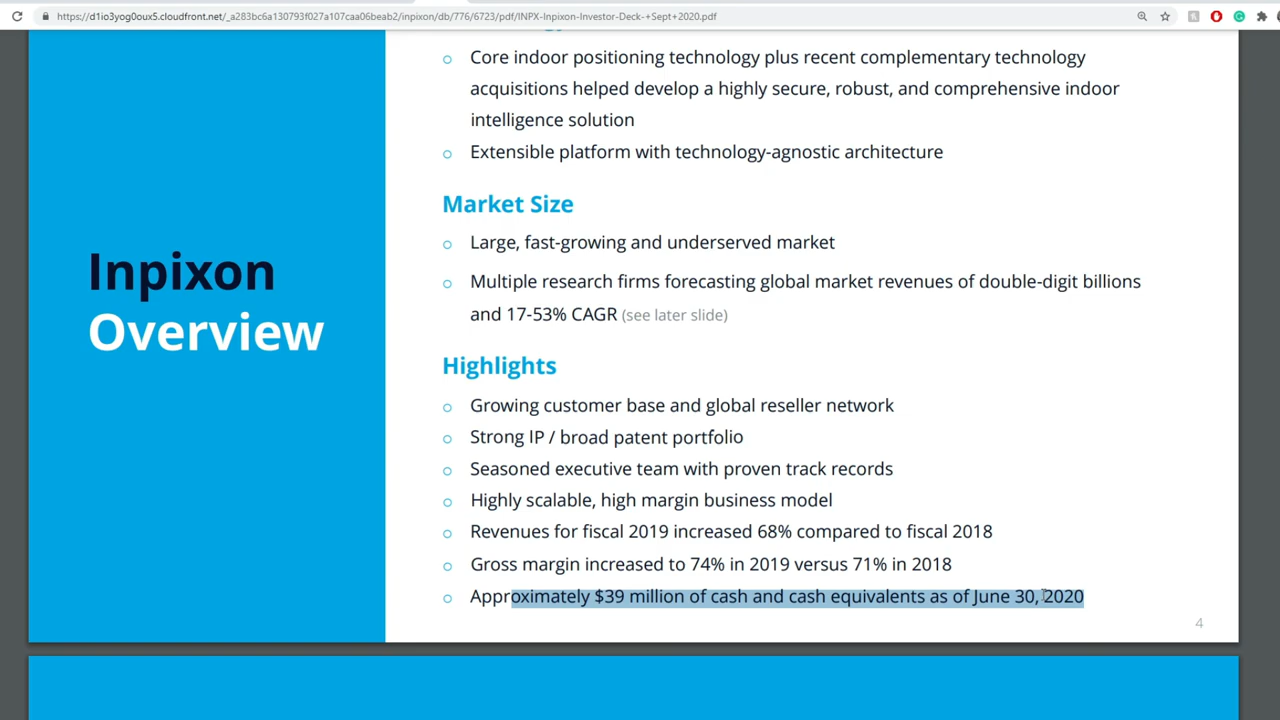 https://d1io3yog0oux5.cloudfront.net/_a283bc6a130793f027a107caa06beab2/inpixon/db/776/6723/pdf/INPX-Inpixon-Investor-Deck-+Sept+2020.pdf
Core indoor positioning technology plus recent complementary technology
acquisitions helped develop a highly secure, robust, and comprehensive indoor
intelligence solution
Extensible platform with technology-agnostic architecture
Market Size
Large, fast-growing and underserved market
Multiple research firms forecasting global market revenues of double-digit billions
and 17-53% CAGR (see later slide)
Inpixon
Overview
Highlights
Growing customer base and global reseller network
Strong IP / broad patent portfolio
Seasoned executive team with proven track records
Highly scalable, high margin business model
Revenues for fiscal 2019 increased 68% compared to fiscal 2018
Gross margin increased to 74% in 2019 versus 71% in 2018
Approximately $39 million of cash and cash equivalents as of June 30, 2020
4